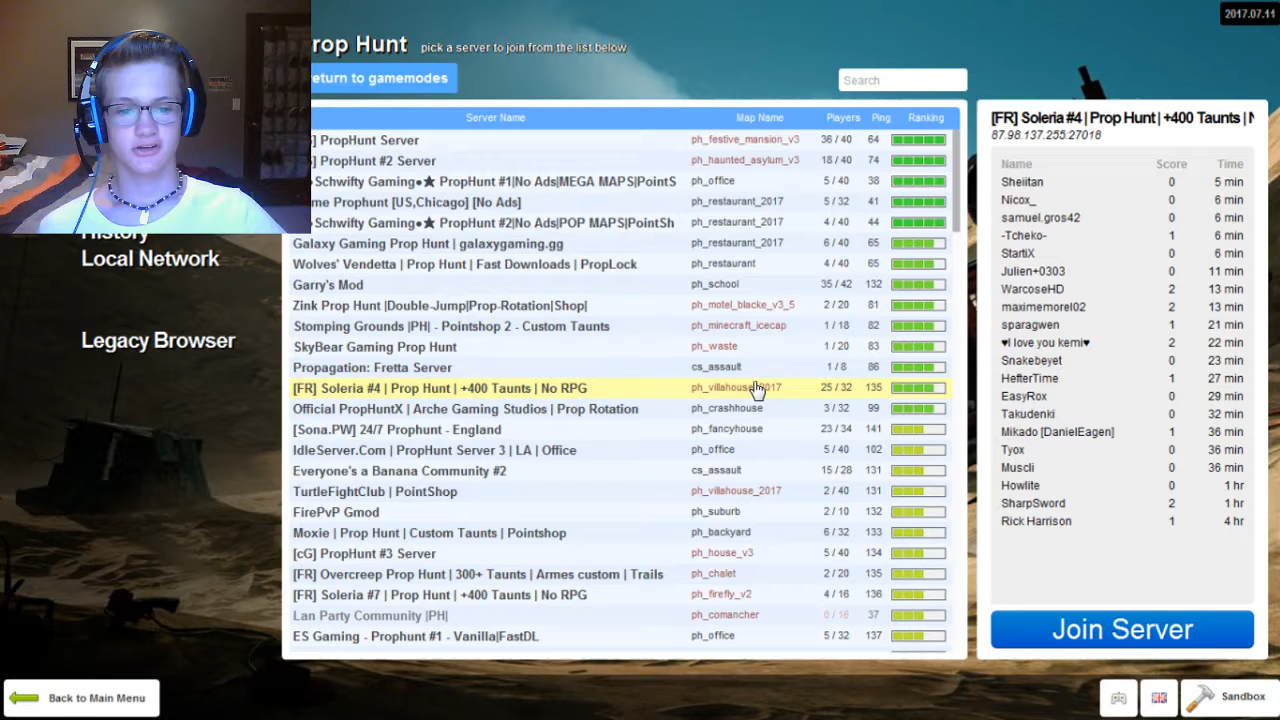 2017.07.11
rop Hunt pick a server to join from the list below
eturn to gamemodes
Search
Server Name Map Name Players Ping Ranking
] PropHunt Server ph_festive_mansion_v3 36 / 40 64
] PropHunt #2 Server ph_haunted_asylum_v3 18 / 40 74
Schwifty Gaming●★ PropHunt #1|No Ads|MEGA MAPS|PointS ph_office 5 / 40 38
me Prophunt [US,Chicago] [No Ads] ph_restaurant_2017 5 / 32 41
Schwifty Gaming●★ PropHunt #2|No Ads|POP MAPS|PointSh ph_restaurant_2017 4 / 40 44
Galaxy Gaming Prop Hunt | galaxygaming.gg ph_restaurant_2017 6 / 40 65
Wolves' Vendetta | Prop Hunt | Fast Downloads | PropLock ph_restaurant 4 / 40 65
Garry's Mod ph_school 35 / 42 132
Zink Prop Hunt |Double-Jump|Prop-Rotation|Shop| ph_motel_blacke_v3_5 2 / 20 81
Stomping Grounds |PH| - Pointshop 2 - Custom Taunts ph_minecraft_icecap 1 / 18 82
SkyBear Gaming Prop Hunt ph_waste 1 / 20 83
Propagation: Fretta Server cs_assault 1 / 8 86
[FR] Soleria #4 | Prop Hunt | +400 Taunts | No RPG ph_villahouse_2017 25 / 32 135
Official PropHuntX | Arche Gaming Studios | Prop Rotation ph_crashhouse 3 / 32 99
[Sona.PW] 24/7 Prophunt - England ph_fancyhouse 23 / 34 141
IdleServer.Com | PropHunt Server 3 | LA | Office ph_office 5 / 40 102
Everyone's a Banana Community #2 cs_assault 15 / 28 131
TurtleFightClub | PointShop ph_villahouse_2017 2 / 40 131
FirePvP Gmod ph_suburb 2 / 10 132
Moxie | Prop Hunt | Custom Taunts | Pointshop ph_backyard 6 / 32 133
[cG] PropHunt #3 Server ph_house_v3 5 / 40 134
[FR] Overcreep Prop Hunt | 300+ Taunts | Armes custom | Trails ph_chalet 2 / 20 135
[FR] Soleria #7 | Prop Hunt | +400 Taunts | No RPG ph_firefly_v2 4 / 16 136
Lan Party Community |PH| ph_comancher 0 / 16 37
ES Gaming - Prophunt #1 - Vanilla|FastDL ph_office 5 / 32 137
History
Local Network
Legacy Browser
[FR] Soleria #4 | Prop Hunt | +400 Taunts | N
87.98.137.255:27018
Name Score Time
Sheiitan 0 5 min
Nicox_ 0 6 min
samuel.gros42 0 6 min
-Tcheko- 1 6 min
StartiX 0 6 min
Julien+0303 0 11 min
WarcoseHD 2 13 min
maximemorel02 2 13 min
sparagwen 1 21 min
♥I love you kemi♥ 2 22 min
Snakebeyet 0 23 min
HefterTime 1 27 min
EasyRox 0 29 min
Takudenki 0 32 min
Mikado [DanielEagen] 1 36 min
Tyox 0 36 min
Muscli 0 36 min
Howlite 0 1 hr
SharpSword 2 1 hr
Rick Harrison 1 4 hr
Join Server
Back to Main Menu
Sandbox